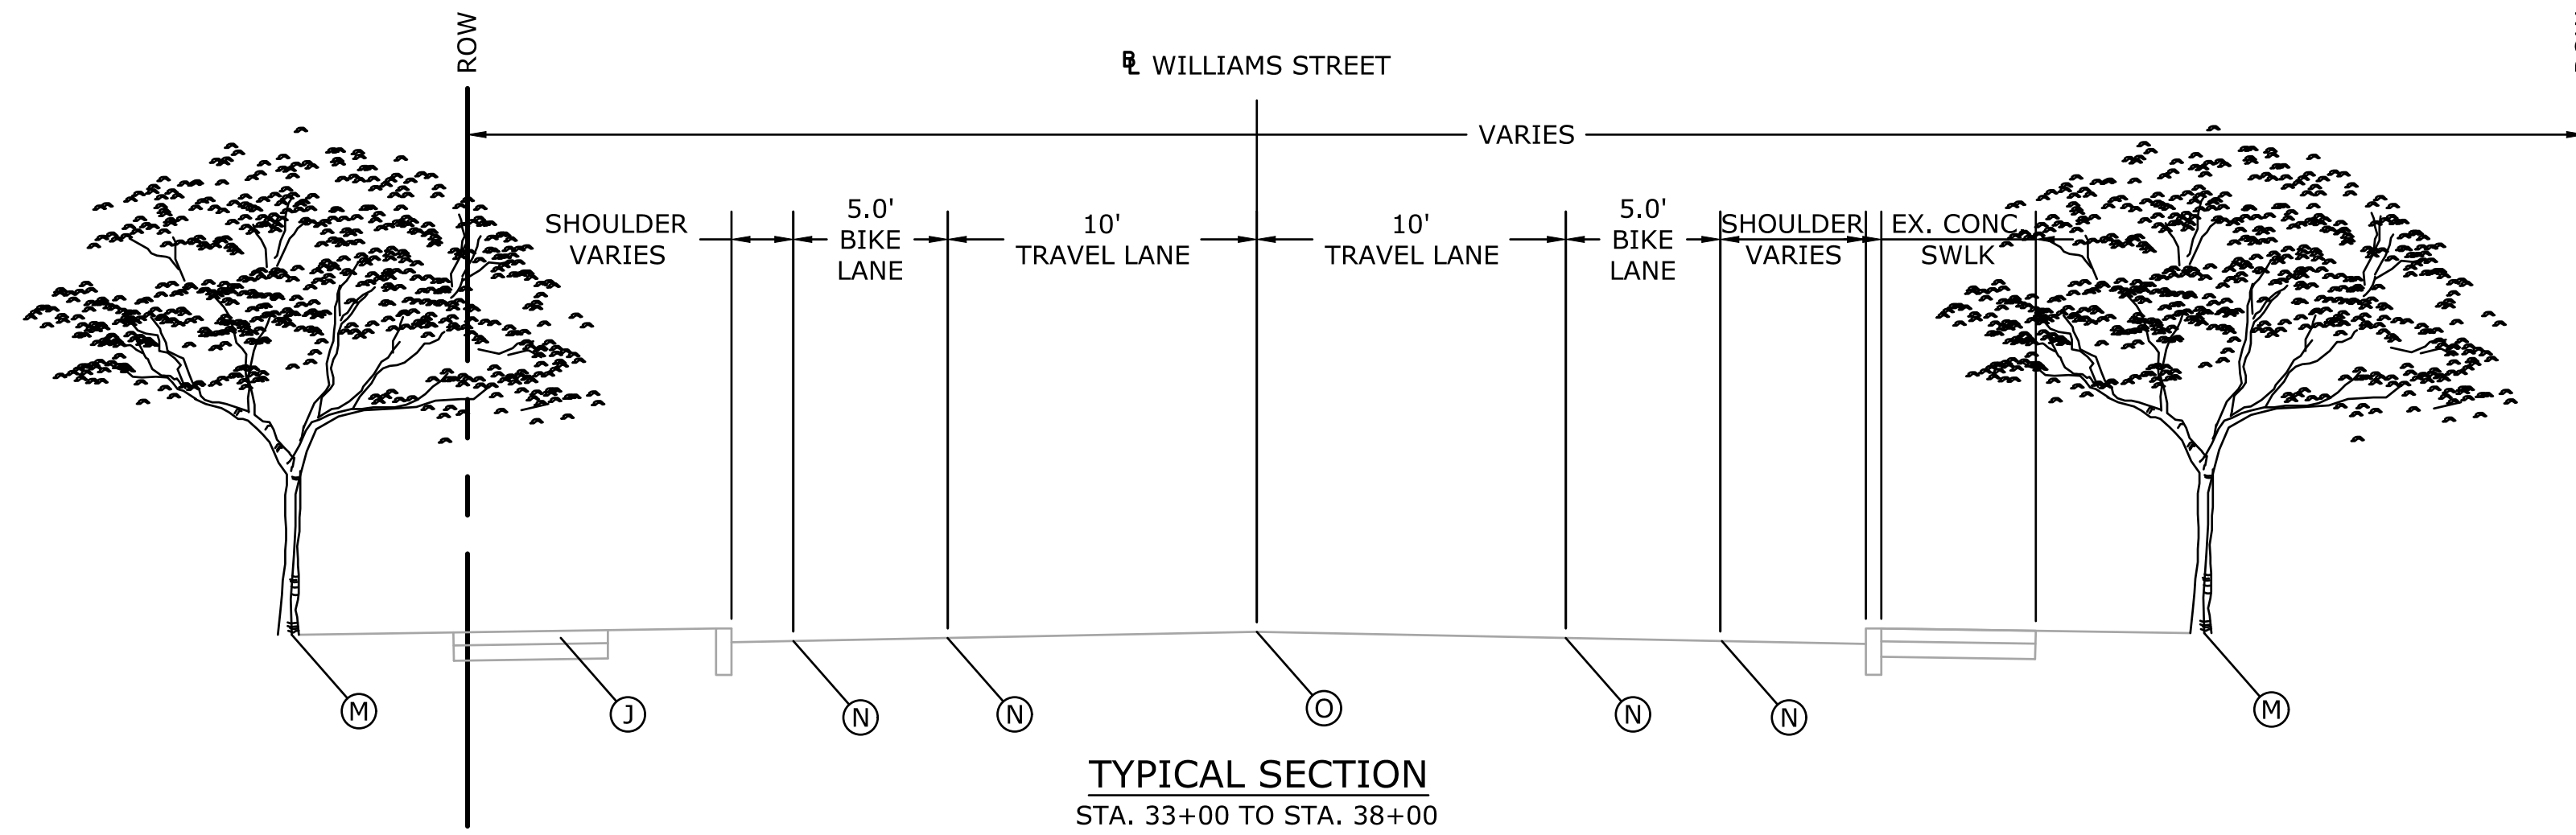 ROW
℄ WILLIAMS STREET
VARIES
SHOULDER
VARIES
5.0'
BIKE
LANE
10'
TRAVEL LANE
10'
TRAVEL LANE
5.0'
BIKE
LANE
SHOULDER
VARIES
EX. CONC
SWLK
M
J
N
N
O
N
N
M
TYPICAL SECTION
STA. 33+00 TO STA. 38+00